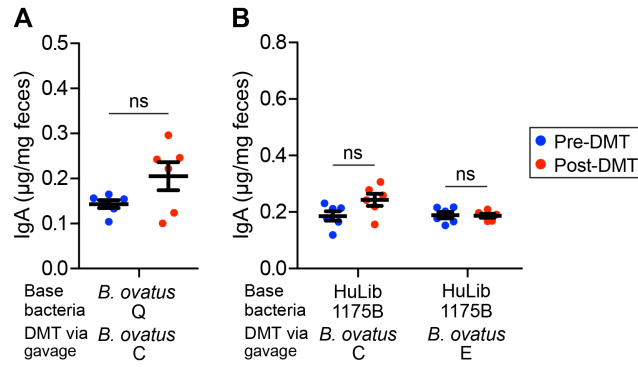 A
IgA (µg/mg feces)
0.5
0.4
0.3
0.2
0.1
0.0
ns
Base bacteria
B. ovatus
Q
DMT via gavage
B. ovatus
C
B
IgA (µg/mg feces)
0.8
0.6
0.4
0.2
0.0
ns
ns
Base bacteria
HuLib
1175B
HuLib
1175B
DMT via gavage
B. ovatus
C
B. ovatus
E
Pre-DMT
Post-DMT